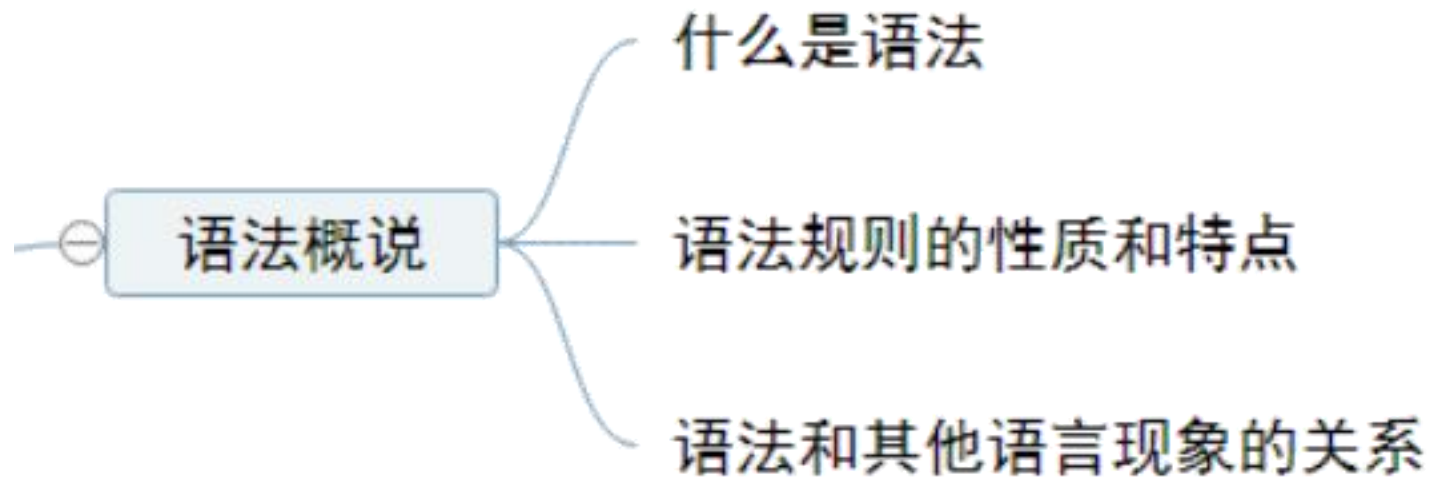 什么是语法
语法概说
语法规则的性质和特点
语法和其他语言现象的关系